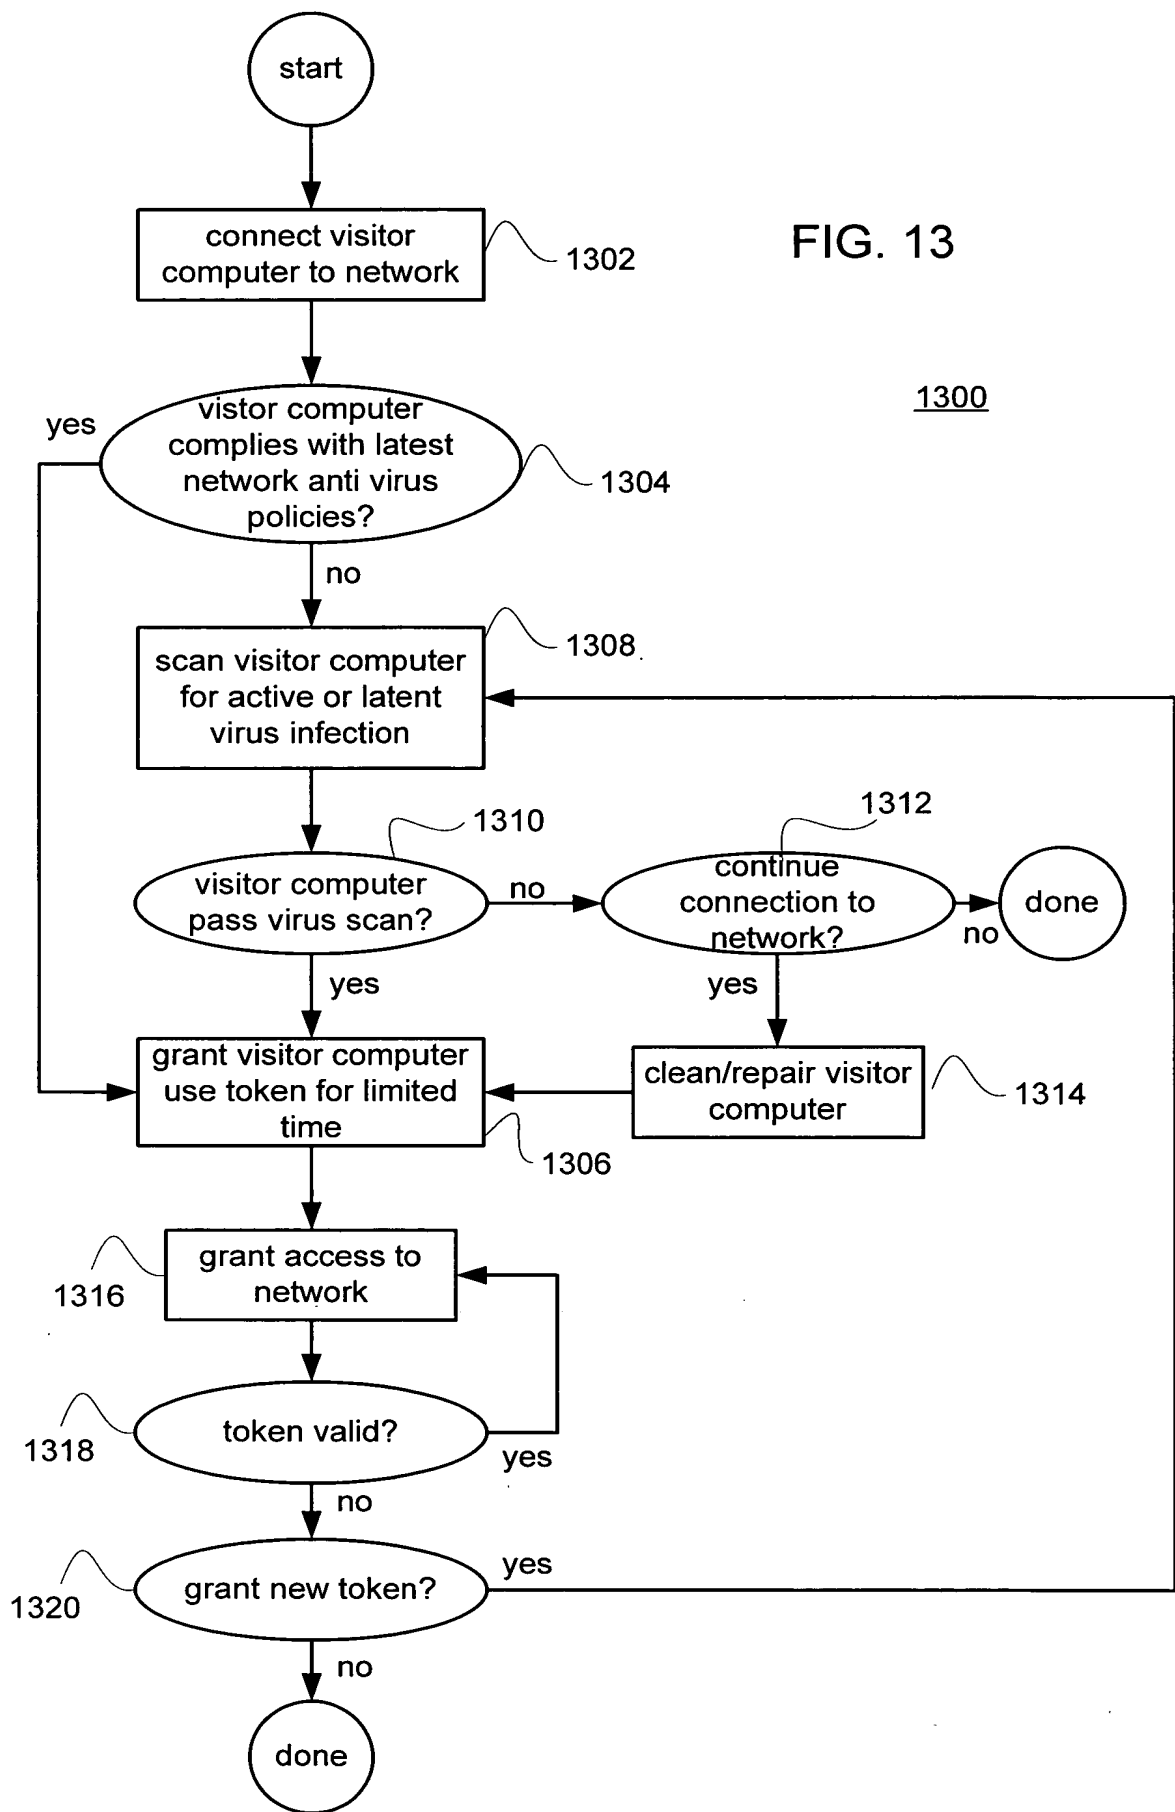 start
connect visitor
computer to network
1302
FIG. 13
1300
vistor computer
complies with latest
network anti virus
policies?
yes
1304
no
scan visitor computer
for active or latent
virus infection
1308
1310
1312
visitor computer
pass virus scan?
no
continue
connection to
network?
no
done
yes
yes
grant visitor computer
use token for limited
time
clean/repair visitor
computer
1314
1306
grant access to
network
1316
token valid?
1318
yes
no
grant new token?
yes
1320
no
done